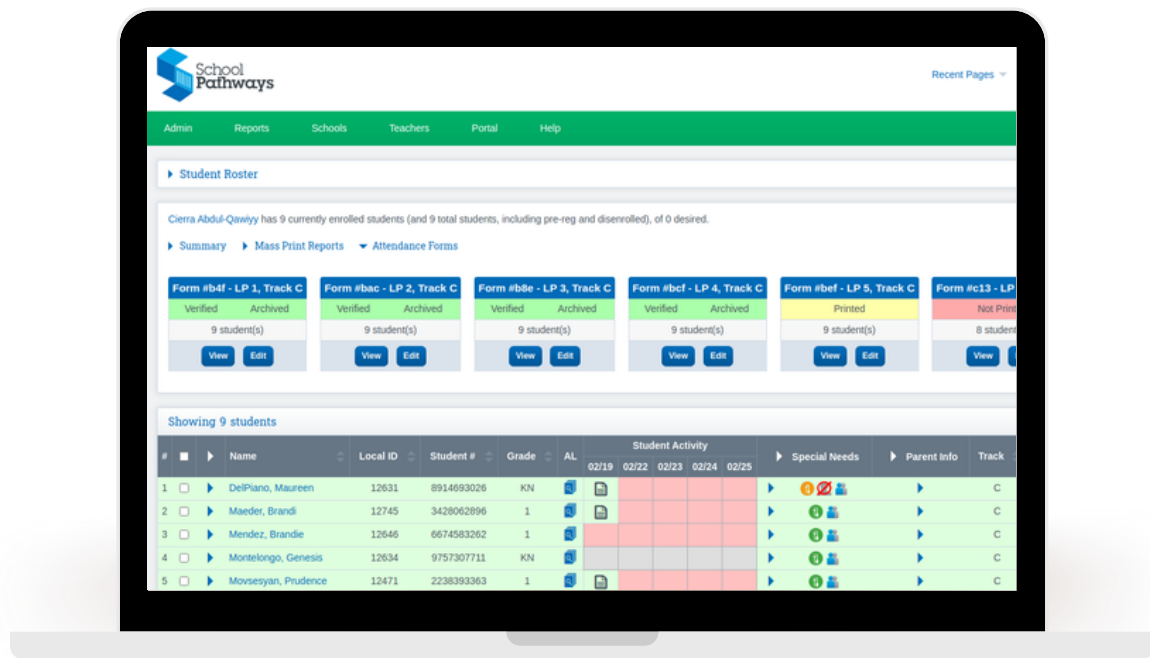 School
Pathways
Recent Pages
Admin Reports Schools Teachers Portal Help
Student Roster
Cierra Abdul-Qawiyy has 9 currently enrolled students (and 9 total students, including pre-reg and disenrolled), of 0 desired.
Summary Mass Print Reports Attendance Forms
Form #b4f - LP 1, Track C Form #bac - LP 2, Track C Form #b8e - LP 3, Track C Form #bcf - LP 4, Track C Form #bef - LP 5, Track C Form #c13 - LP
Verified Archived Verified Archived Verified Archived Verified Archived Printed Not Print
9 student(s) 9 student(s) 9 student(s) 9 student(s) 9 student(s) 8 student
View Edit View Edit View Edit View Edit View Edit View
Showing 9 students
Student Activity
# Name Local ID Student # Grade AL Special Needs Parent Info Track
02/19 02/22 02/23 02/24 02/25
1 DelPiano, Maureen 12631 8914693026 KN C
2 Maeder, Brandi 12745 3428062896 1 C
3 Mendez, Brandie 12646 6674583262 1 C
4 Montelongo, Genesis 12634 9757307711 KN C
5 Movsesyan, Prudence 12471 2238393363 1 C